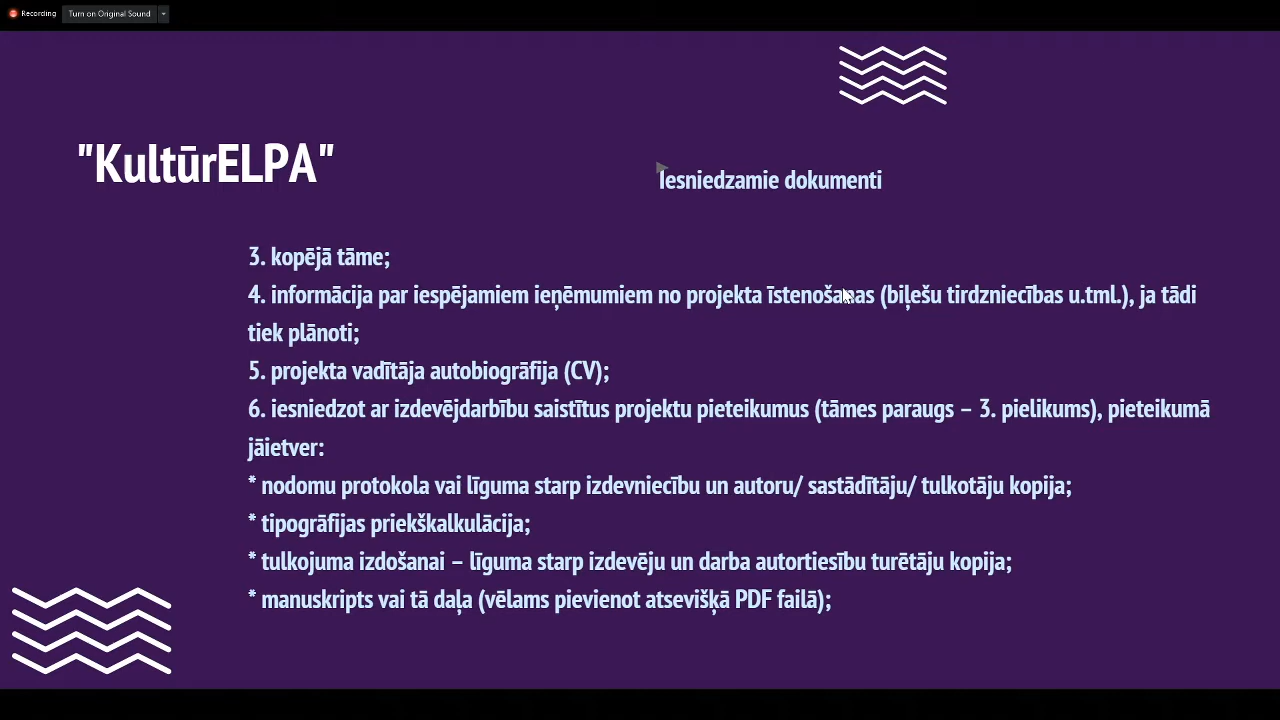 Recording
Turn on Original Sound
"KultūrELPA"
Iesniedzamie dokumenti
3. kopējā tāme;
4. informācija par iespējamiem ieņēmumiem no projekta īstenošanas (biļešu tirdzniecības u.tml.), ja tādi
tiek plānoti;
5. projekta vadītāja autobiogrāfija (CV);
6. iesniedzot ar izdevējdarbību saistītus projektu pieteikumus (tāmes paraugs – 3. pielikums), pieteikumā
jāietver:
* nodomu protokola vai līguma starp izdevniecību un autoru/ sastādītāju/ tulkotāju kopija;
* tipogrāfijas priekškalkulācija;
* tulkojuma izdošanai – līguma starp izdevēju un darba autortiesību turētāju kopija;
* manuskripts vai tā daļa (vēlams pievienot atsevišķā PDF failā);